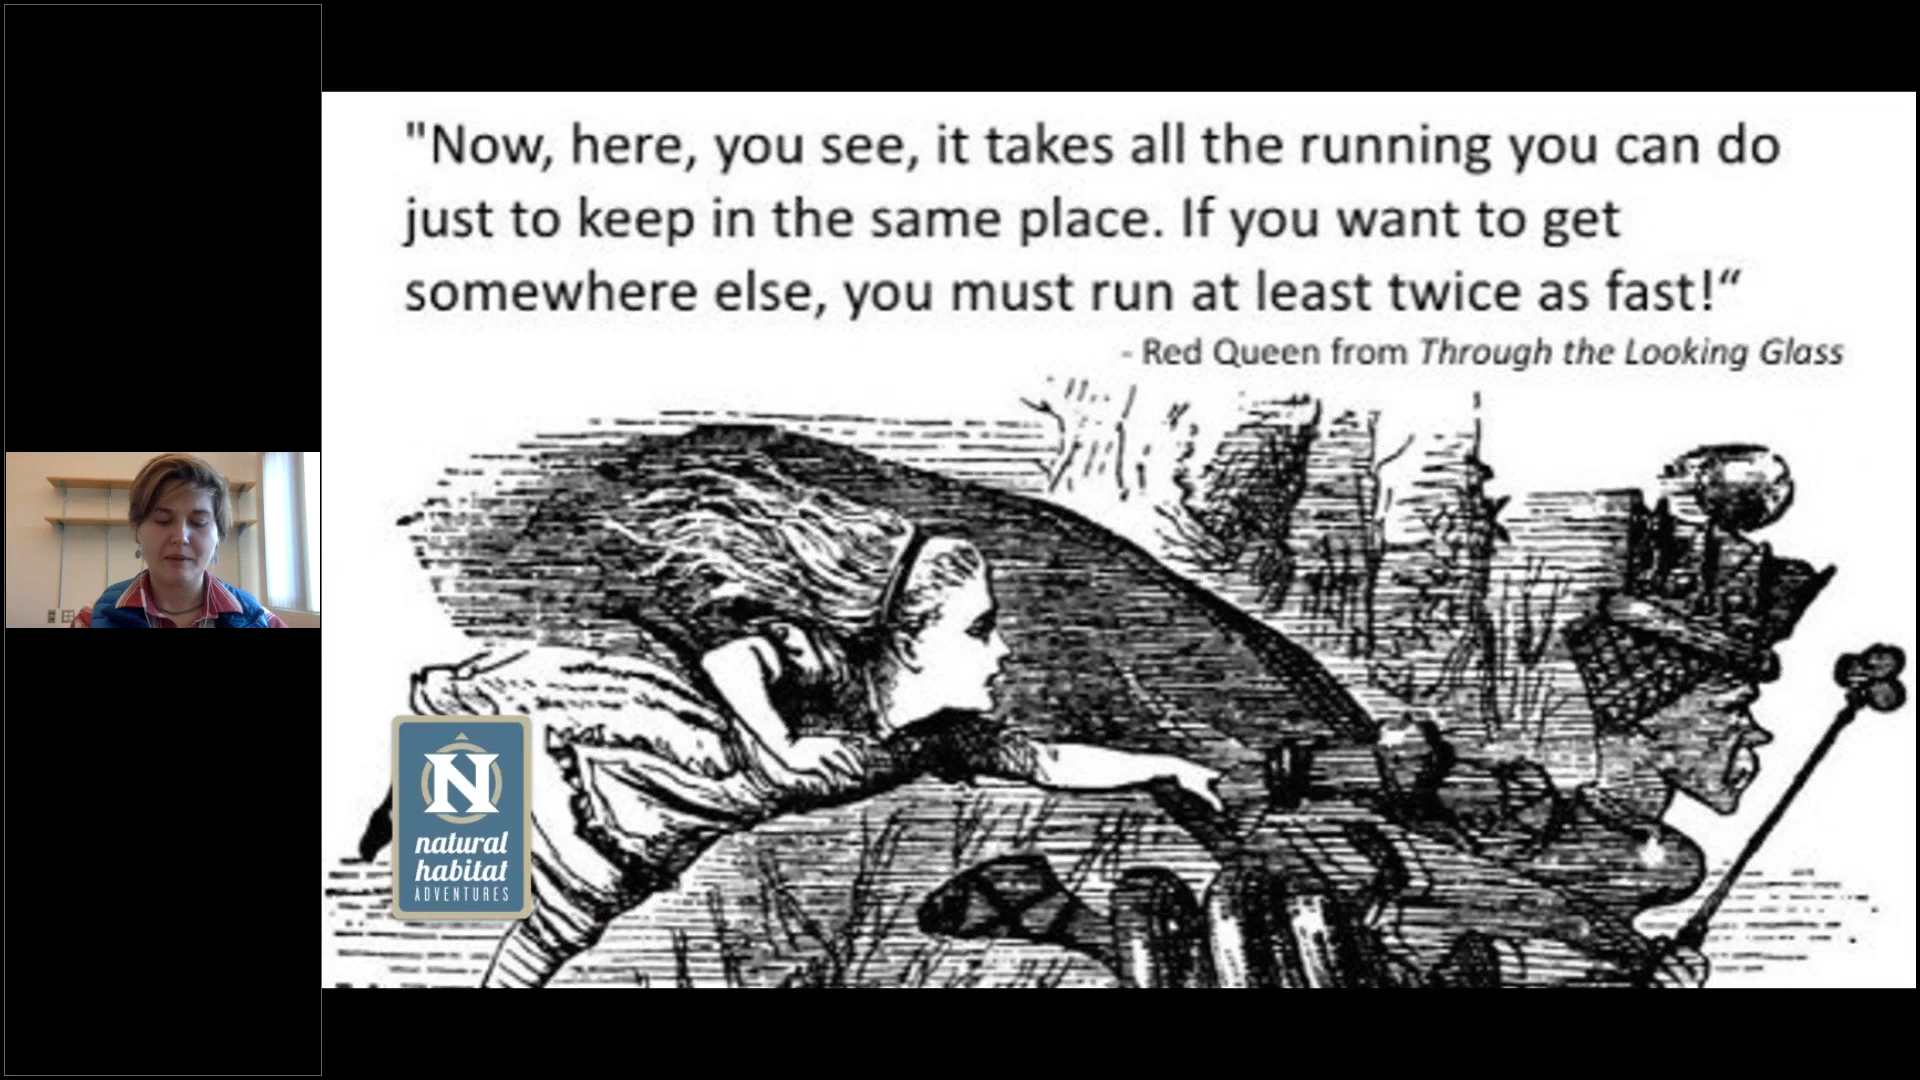 "Now, here, you see, it takes all the running you can do
just to keep in the same place. If you want to get
somewhere else, you must run at least twice as fast!“
- Red Queen from Through the Looking Glass
N
natural
habitat
ADVENTURES